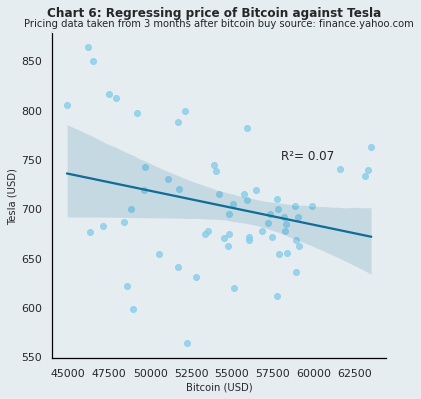 Chart 6: Regressing price of Bitcoin against Tesla
Pricing data taken from 3 months after bitcoin buy source: finance.yahoo.com
850
800
750
700
650
600
550
Tesla (USD)
R²= 0.07
45000 47500 50000 52500 55000 57500 60000 62500
Bitcoin (USD)